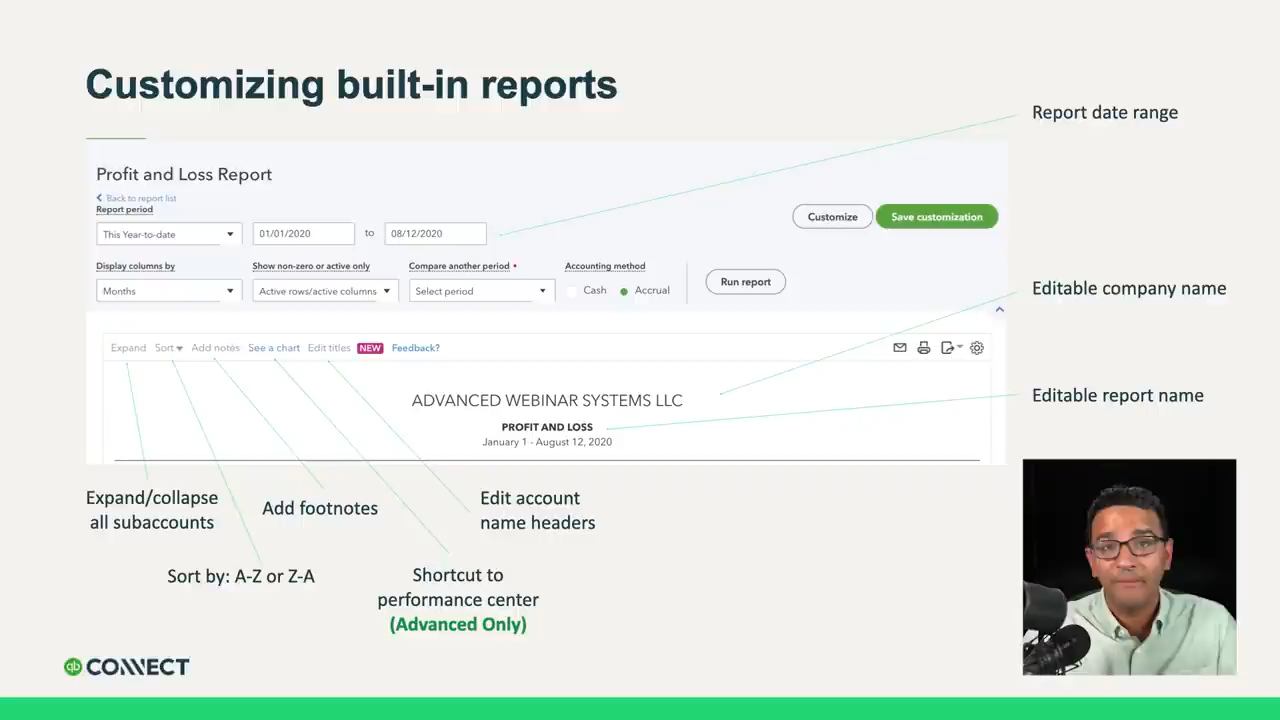 Customizing built-in reports
Report date range
Profit and Loss Report
Back to report list
Report period
This Year-to-date
01/01/2020
to
08/12/2020
Customize
Save customization
Display columns by
Show non-zero or active only
Compare another period •
Accounting method
Months
Active rows/active columns
Select period
Cash
Accrual
Run report
Editable company name
Expand
Sort
Add notes
See a chart
Edit titles
NEW
Feedback?
ADVANCED WEBINAR SYSTEMS LLC
Editable report name
PROFIT AND LOSS
January 1 - August 12, 2020
Expand/collapse
all subaccounts
Add footnotes
Edit account
name headers
Sort by: A-Z or Z-A
Shortcut to
performance center
(Advanced Only)
qb CONNECT